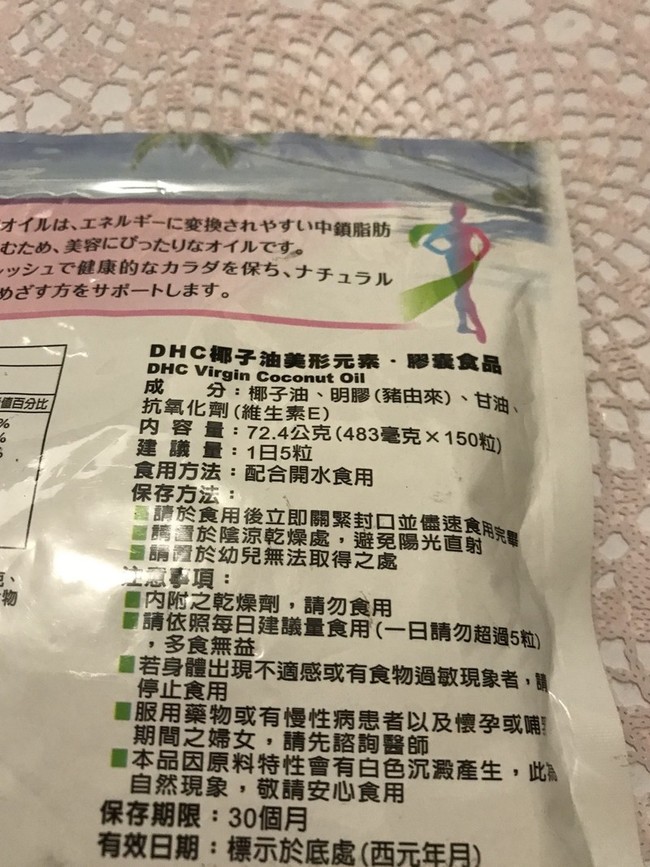 オイルは、エネルギーに変換されやすい中鎖脂肪
むため、美容にぴったりなオイルです。
ッシュで健康的なカラダを保ち、ナチュラル
めざす方をサポートします。
值百分比
%
%
%
DHC椰子油美形元素・膠囊食品
DHC Virgin Coconut Oil
成 分：椰子油、明膠(豬由來)、甘油、
抗氧化劑(維生素E)
內容量：72.4公克(483毫克×150粒)
建議量：1日5粒
食用方法：配合開水食用
保存方法：
■請於食用後立即關緊封口並儘速食用完畢
■請置於陰涼乾燥處，避免陽光直射
■請置於幼兒無法取得之處
注意事項：
■內附之乾燥劑，請勿食用
■請依照每日建議量食用(一日請勿超過5粒)
，多食無益
■若身體出現不適感或有食物過敏現象者，請
停止食用
■服用藥物或有慢性病患者以及懷孕或哺
期間之婦女，請先諮詢醫師
■本品因原料特性會有白色沉澱產生，此為
自然現象，敬請安心食用
保存期限：30個月
有效日期：標示於底處(西元年月)
物